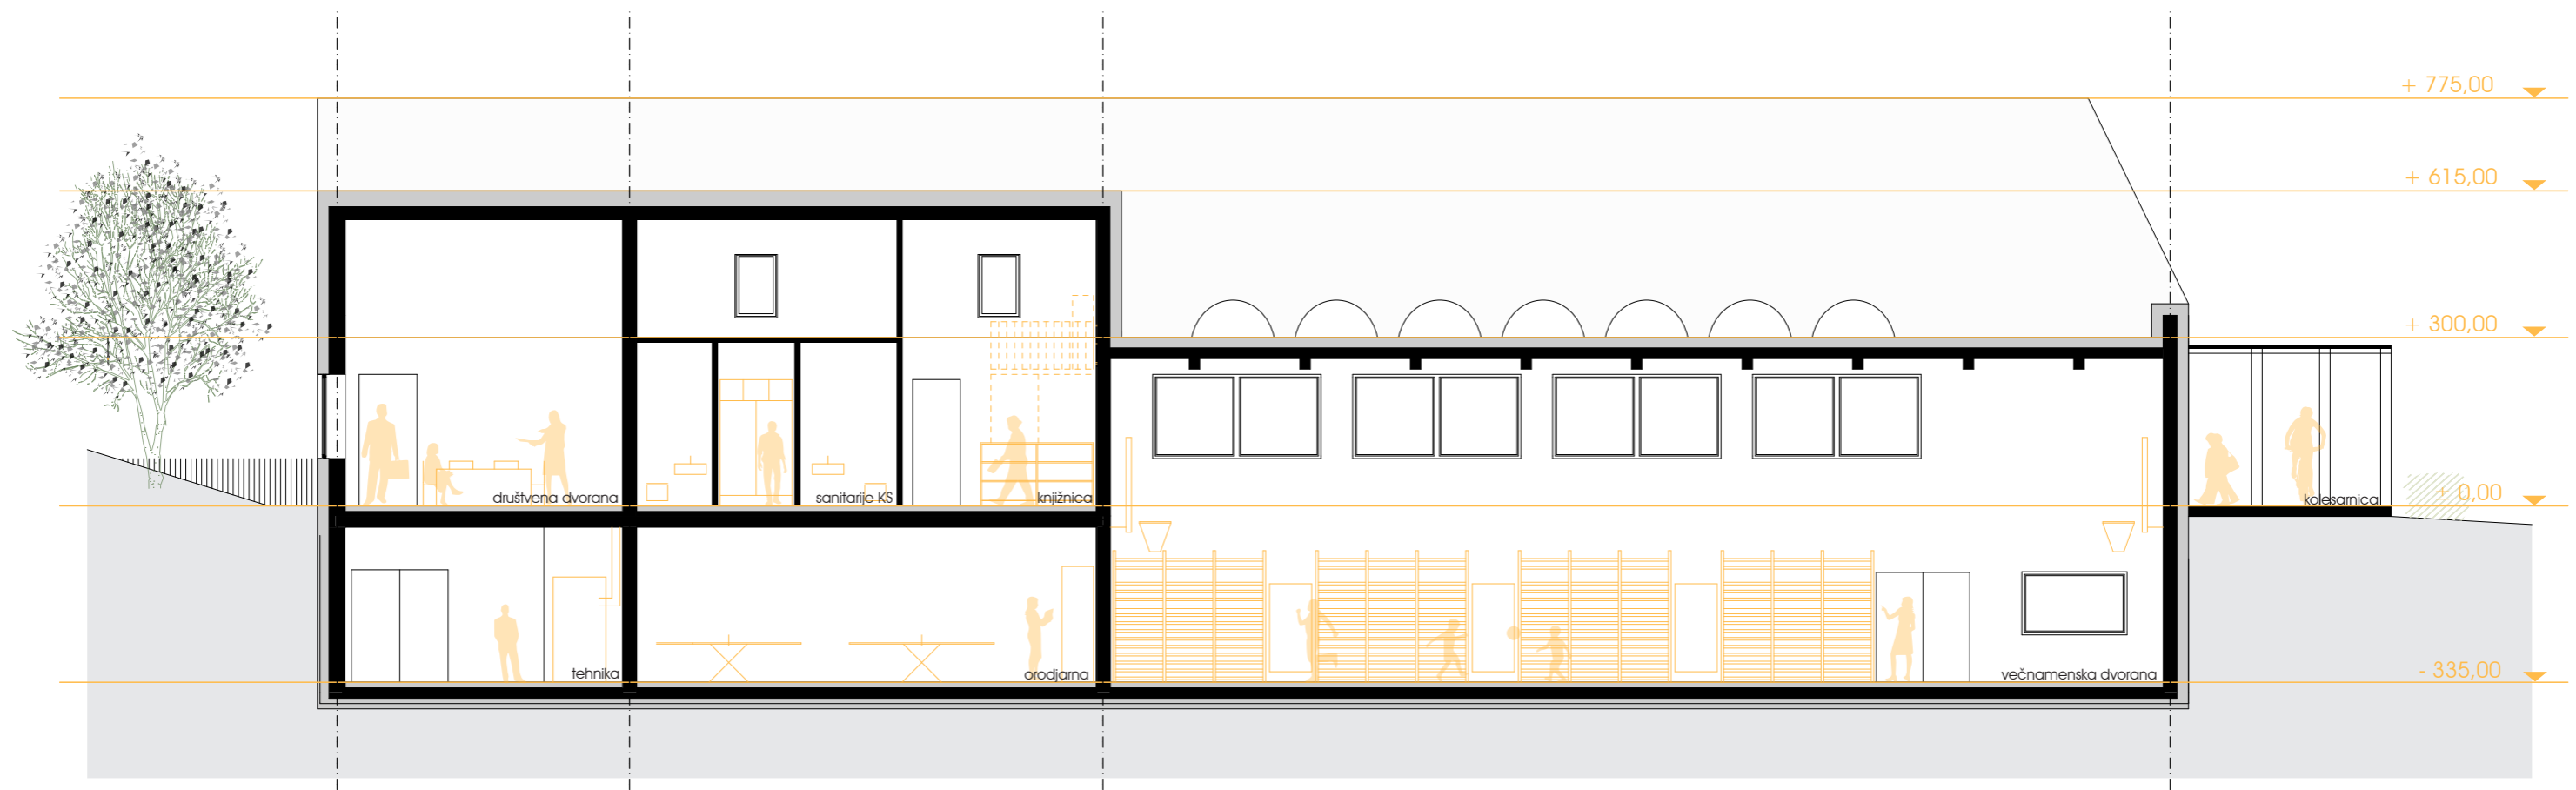 + 775,00
+ 615,00
+ 300,00
društvena dvorana
sanitarije KS
knjižnica
kolesarnica
± 0,00
tehnika
orodjarna
večnamenska dvorana
- 335,00